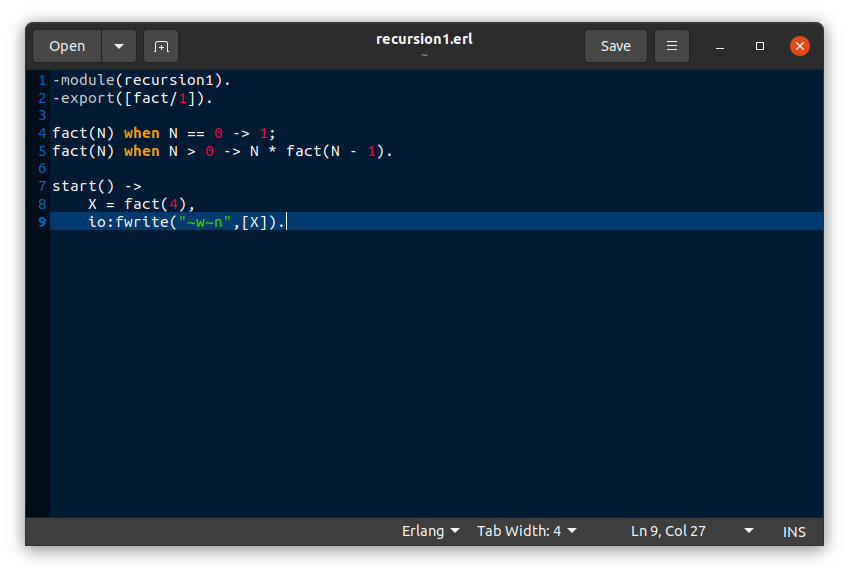 Open
recursion1.erl
~
Save
1 -module(recursion1).
2 -export([fact/1]).
3
4 fact(N) when N == 0 -> 1;
5 fact(N) when N > 0 -> N * fact(N - 1).
6
7 start() ->
8     X = fact(4),
9     io:fwrite("~w~n",[X]).
Erlang Tab Width: 4 Ln 9, Col 27 INS